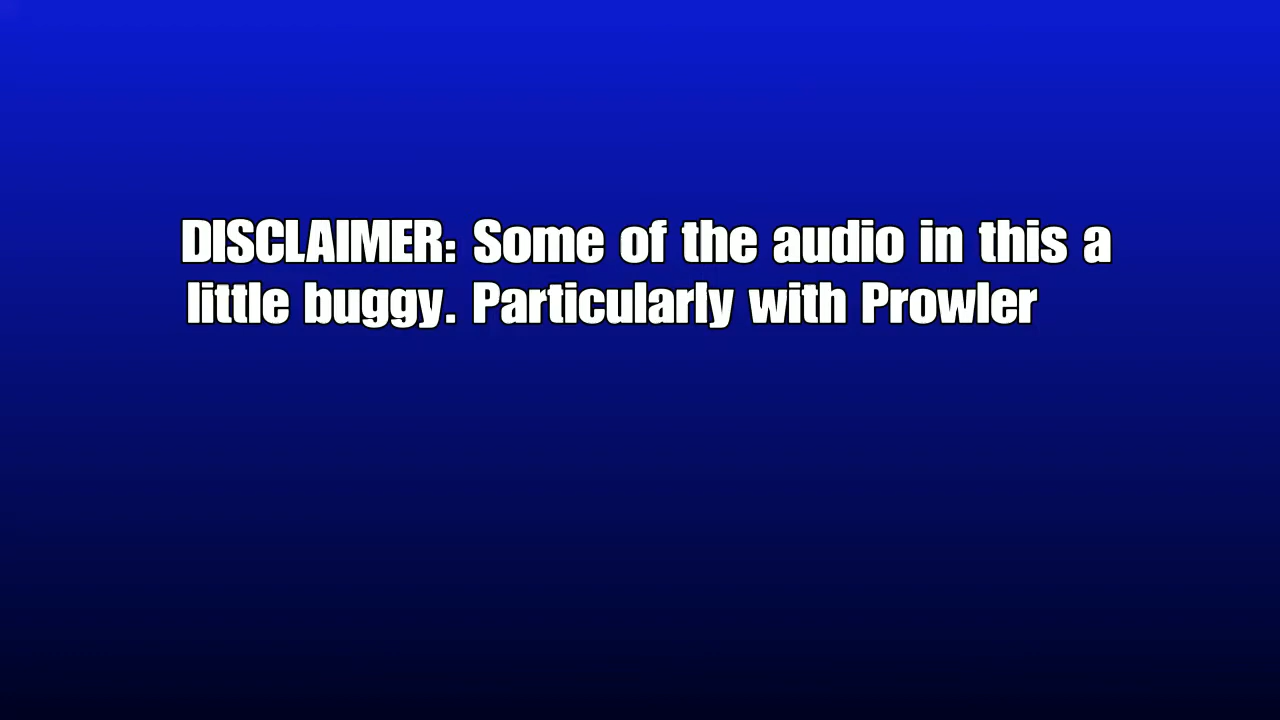 DISCLAIMER: Some of the audio in this a
little buggy. Particularly with Prowler